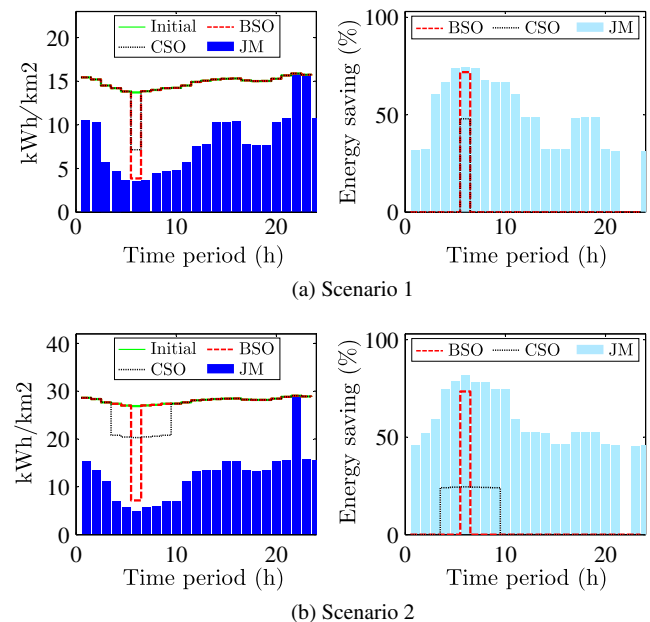 Initial BSO
CSO JM
20
15
10
5
0
kWh/km2
0 10 20
Time period (h)
BSO CSO JM
100
50
0
Energy saving (%)
0 10 20
Time period (h)
(a) Scenario 1
Initial BSO
CSO JM
40
30
20
10
0
kWh/km2
0 10 20
Time period (h)
BSO CSO JM
100
50
0
Energy saving (%)
0 10 20
Time period (h)
(b) Scenario 2